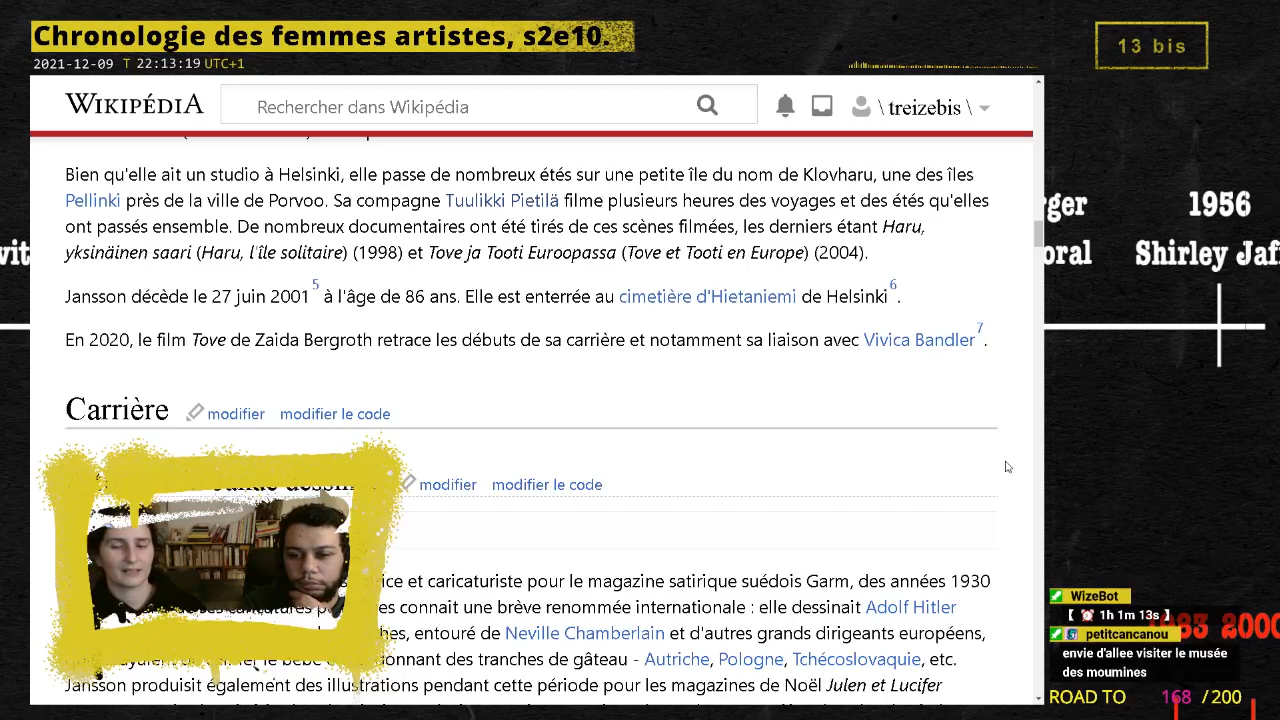 Chronologie des femmes artistes, s2e10.
2021-12-09 T 22:13:19 UTC+1
13 bis
WIKIPÉDIA
Rechercher dans Wikipédia
\ treizebis \
Bien qu'elle ait un studio à Helsinki, elle passe de nombreux étés sur une petite île du nom de Klovharu, une des îles
Pellinki près de la ville de Porvoo. Sa compagne Tuulikki Pietilä filme plusieurs heures des voyages et des étés qu'elles
ont passés ensemble. De nombreux documentaires ont été tirés de ces scènes filmées, les derniers étant Haru,
yksinäinen saari (Haru, l'île solitaire) (1998) et Tove ja Tooti Euroopassa (Tove et Tooti en Europe) (2004).
Jansson décède le 27 juin 2001 5 à l'âge de 86 ans. Elle est enterrée au cimetière d'Hietaniemi de Helsinki 6.
En 2020, le film Tove de Zaida Bergroth retrace les débuts de sa carrière et notamment sa liaison avec Vivica Bandler 7.
Carrière modifier modifier le code
modifier modifier le code
ice et caricaturiste pour le magazine satirique suédois Garm, des années 1930
es connait une brève renommée internationale : elle dessinait Adolf Hitler
hes, entouré de Neville Chamberlain et d'autres grands dirigeants européens,
sonnant des tranches de gâteau - Autriche, Pologne, Tchécoslovaquie, etc.
Jansson produisit également des illustrations pendant cette période pour les magazines de Noël Julen et Lucifer
vit
rger
oral
1956
Shirley Jaf
83 200
WizeBot
【 ⏰ 1h 1m 13s 】
petitcancanou
envie d'allee visiter le musée
des moumines
ROAD TO 168 / 200